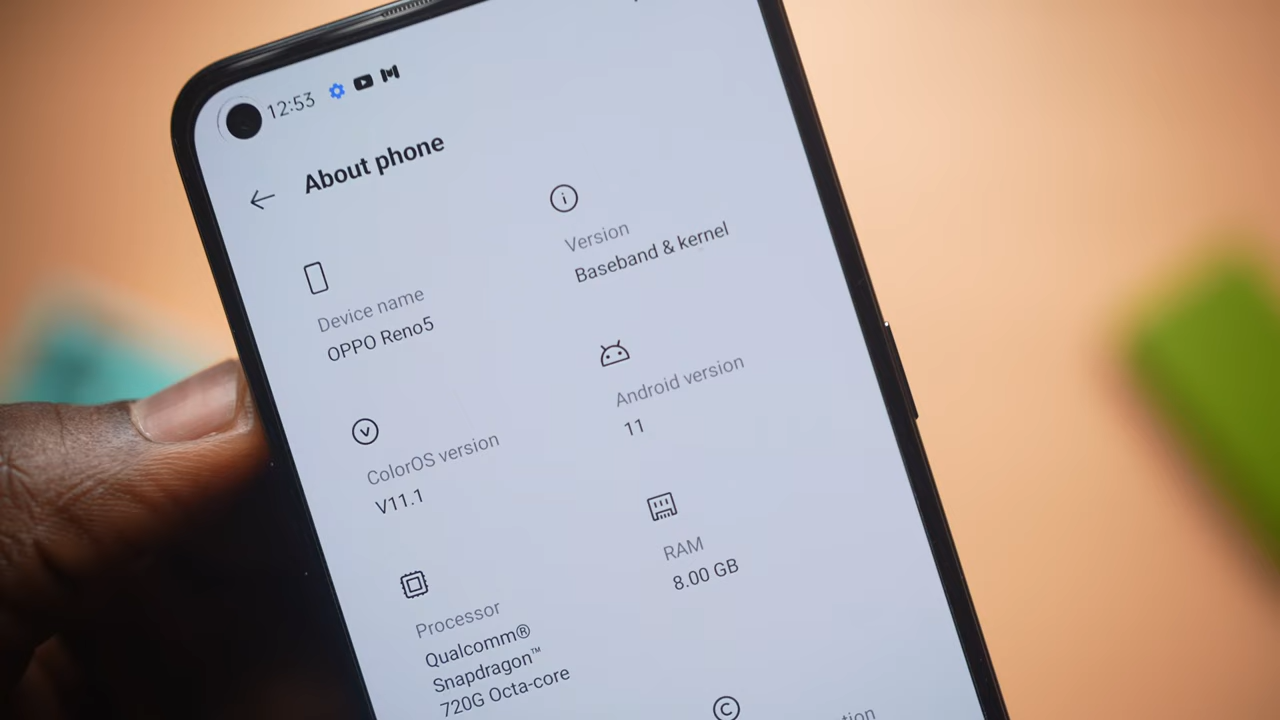 12:53
About phone
Device name
OPPO Reno5
Version
Baseband & kernel
ColorOS version
V11.1
Android version
11
Processor
Qualcomm®
Snapdragon™
720G Octa-core
RAM
8.00 GB